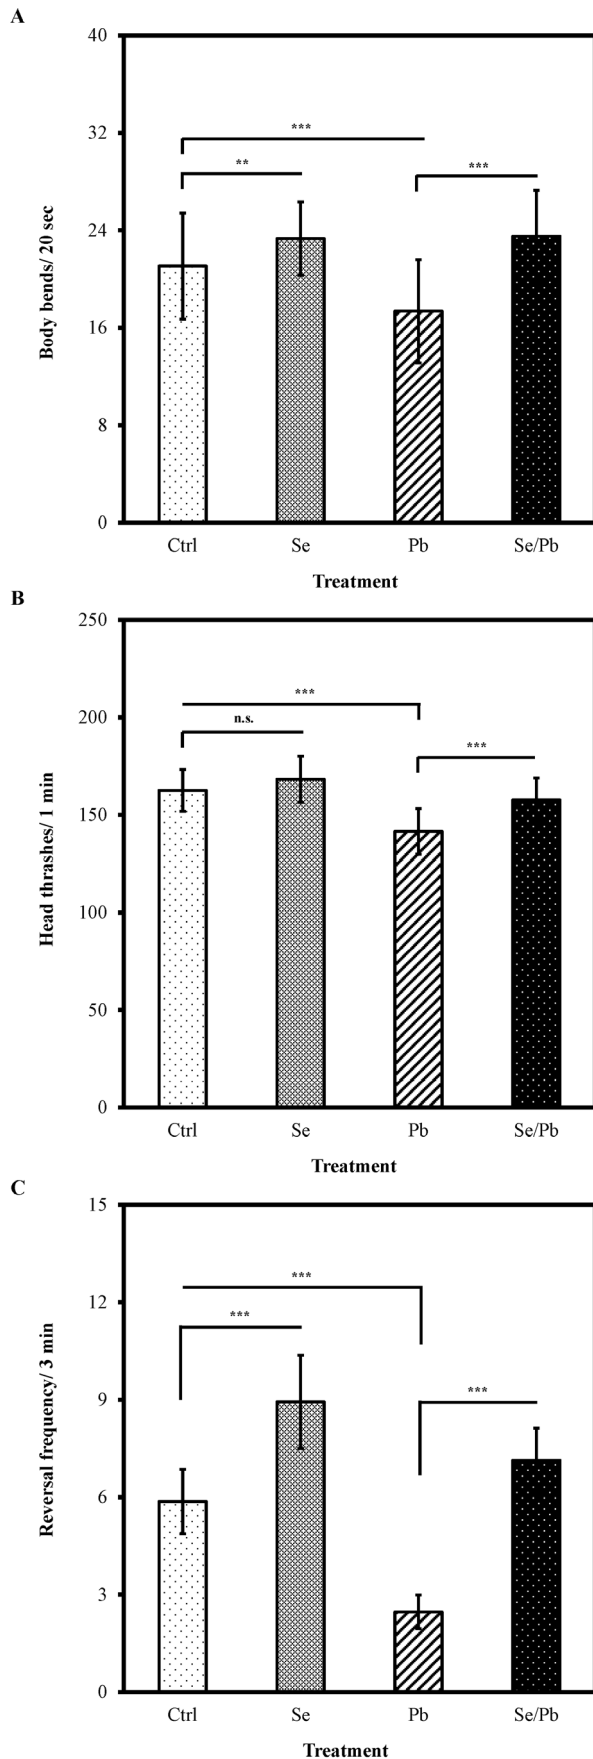 A
Body bends/ 20 sec
40
32
24
16
8
0
***
**
***
Ctrl Se Pb Se/Pb
Treatment
B
Head thrashes/ 1 min
250
200
150
100
50
0
***
n.s.
***
Ctrl Se Pb Se/Pb
Treatment
C
Reversal frequency/ 3 min
15
12
9
6
3
0
***
***
***
Ctrl Se Pb Se/Pb
Treatment